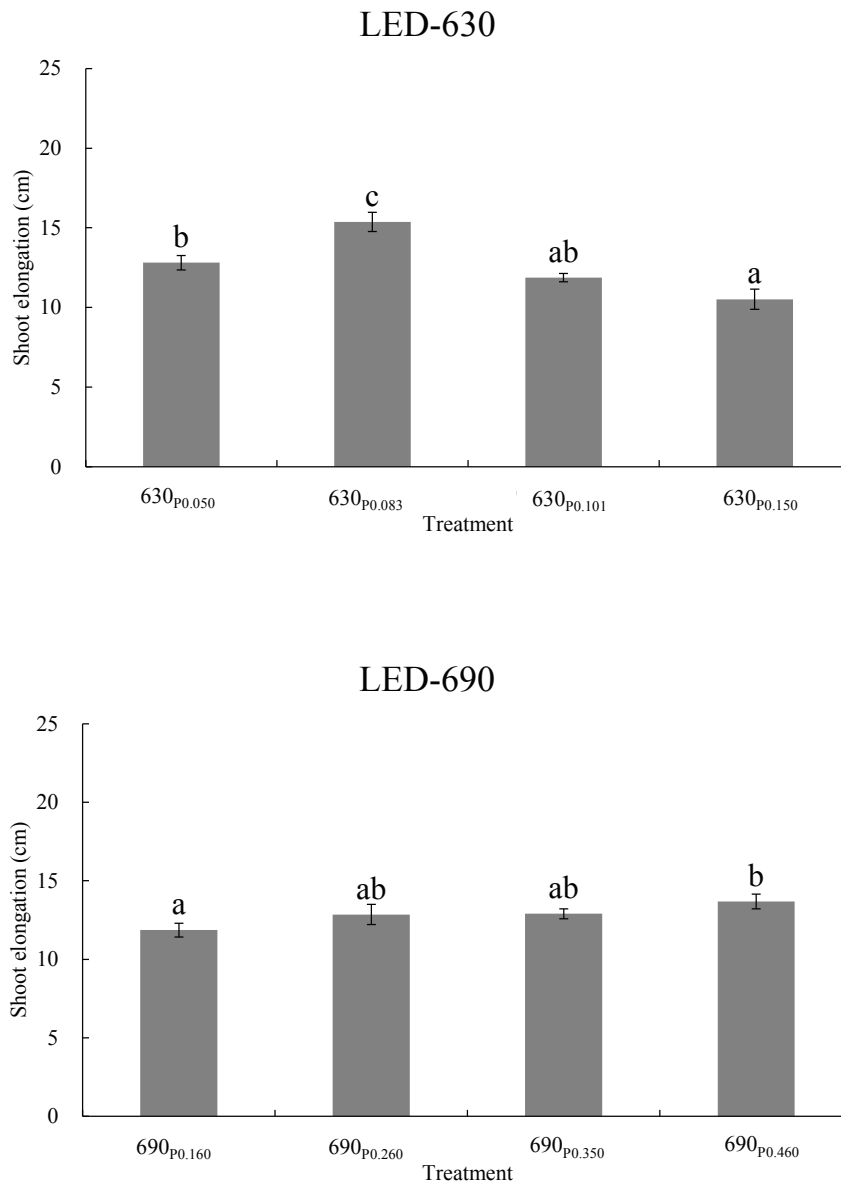 LED-630
25
20
15
10
5
0
Shoot elongation (cm)
b
c
ab
a
630P0.050 630P0.083 630P0.101 630P0.150
Treatment
LED-690
25
20
15
10
5
0
Shoot elongation (cm)
a
ab
ab
b
690P0.160 690P0.260 690P0.350 690P0.460
Treatment